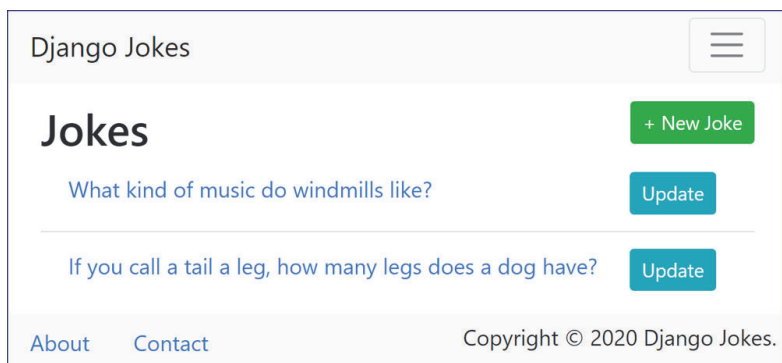 Django Jokes
Jokes
+ New Joke
What kind of music do windmills like?
Update
If you call a tail a leg, how many legs does a dog have?
Update
About
Contact
Copyright © 2020 Django Jokes.